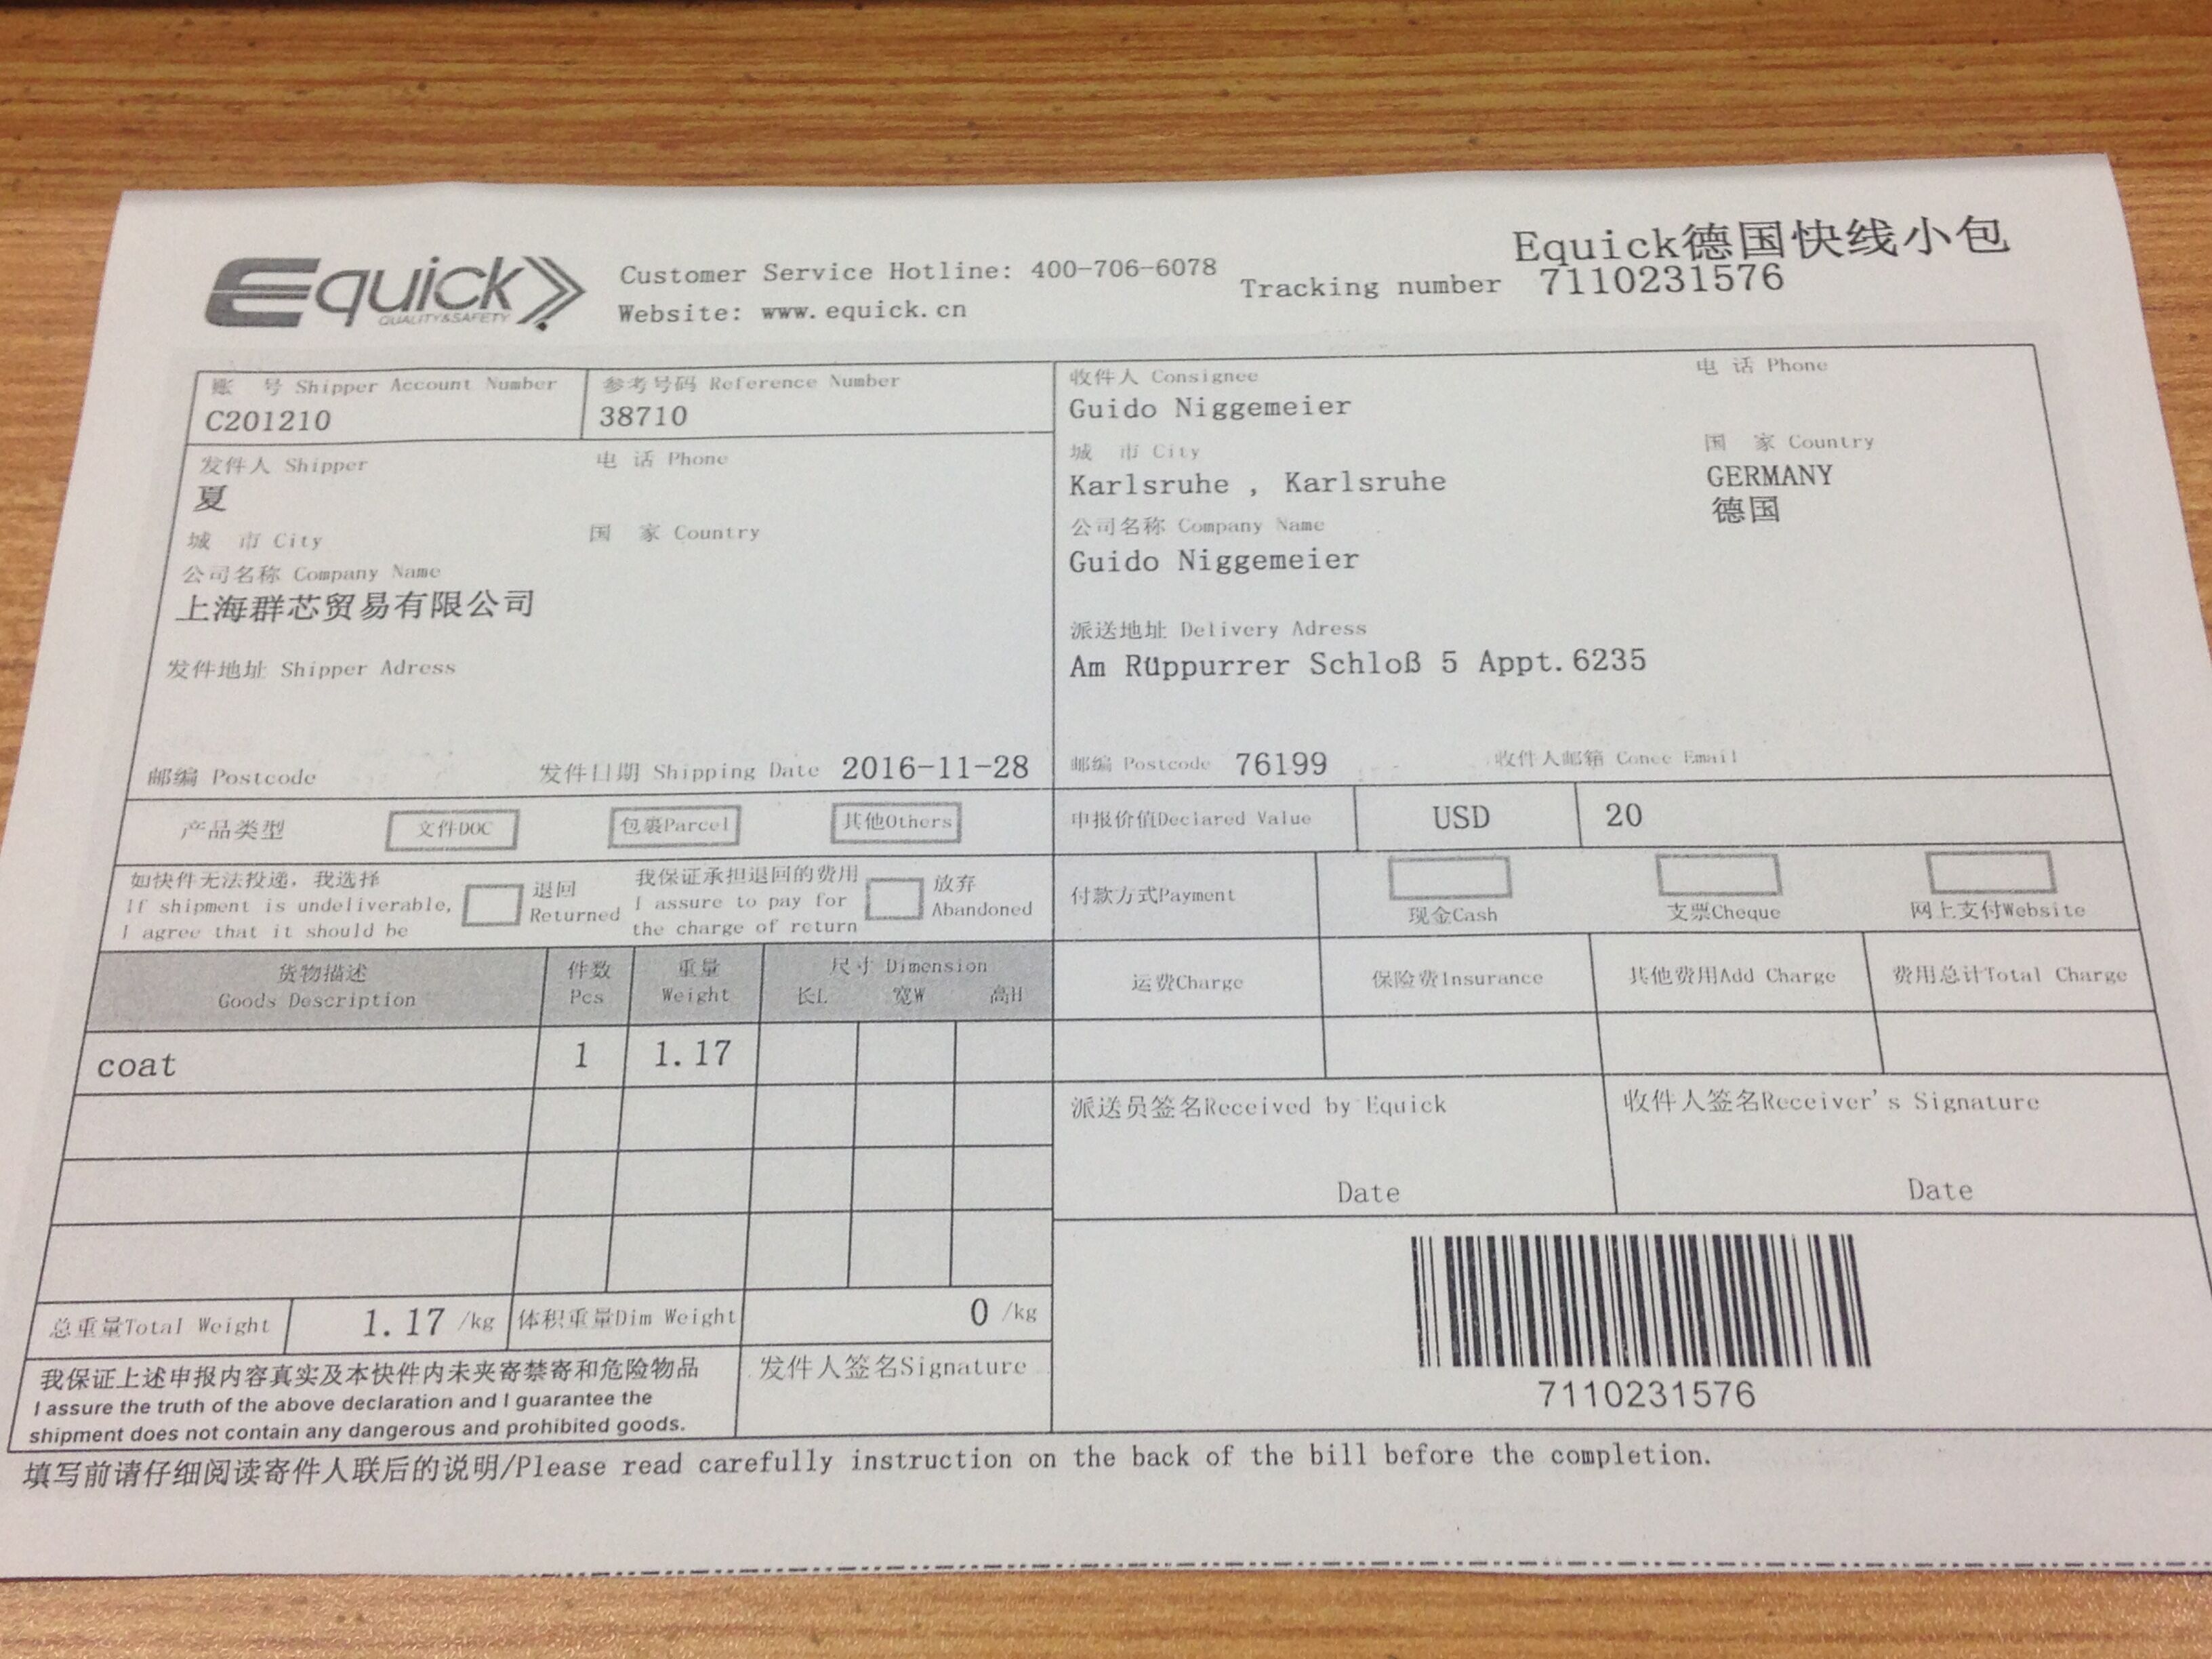 Equick德国快线小包
Equick
QUALITY&SAFETY
Customer Service Hotline: 400-706-6078
Website: www.equick.cn
Tracking number 7110231576
账 号 Shipper Account Number
C201210
参考号码 Reference Number
38710
发件人 Shipper
电 话 Phone
夏
城 市 City
国 家 Country
公司名称 Company Name
上海群芯贸易有限公司
发件地址 Shipper Adress
邮编 Postcode
发件日期 Shipping Date 2016-11-28
收件人 Consignee
电 话 Phone
Guido Niggemeier
城 市 City
国 家 Country
Karlsruhe , Karlsruhe
GERMANY
德国
公司名称 Company Name
Guido Niggemeier
派送地址 Delivery Adress
Am Rüppurrer Schloß 5 Appt.6235
邮编 Postcode 76199
收件人邮箱 Conee Email
产品类型
文件DOC
包裹Parcel
其他Others
申报价值Declared Value
USD
20
如快件无法投递，我选择
If shipment is undeliverable,
I agree that it should be
退回
Returned
我保证承担退回的费用
I assure to pay for
the charge of return
放弃
Abandoned
付款方式Payment
现金Cash
支票Cheque
网上支付Website
货物描述
Goods Description
件数
Pcs
重量
Weight
尺寸 Dimension
长L 宽W 高H
运费Charge
保险费Insurance
其他费用Add Charge
费用总计Total Charge
coat 1 1.17
派送员签名Received by Equick
Date
收件人签名Receiver's Signature
Date
总重量Total Weight
1.17 /kg
体积重量Dim Weight
0 /kg
我保证上述申报内容真实及本快件内未夹寄禁寄和危险物品
I assure the truth of the above declaration and I guarantee the
shipment does not contain any dangerous and prohibited goods.
发件人签名Signature
7110231576
填写前请仔细阅读寄件人联后的说明/Please read carefully instruction on the back of the bill before the completion.